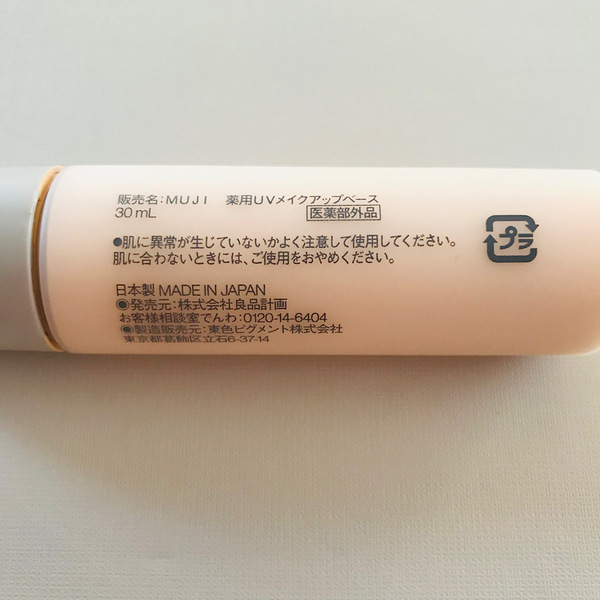 販売名:MUJI 薬用UVメイクアップベース
30mL 医薬部外品
●肌に異常が生じていないかよく注意して使用してください。
肌に合わないときには、ご使用をおやめください。
日本製 MADE IN JAPAN
◉発売元:株式会社良品計画
お客様相談室でんわ:0120-14-6404
◉製造販売元:東色ピグメント株式会社
東京都葛飾区立石6-37-14
プラ